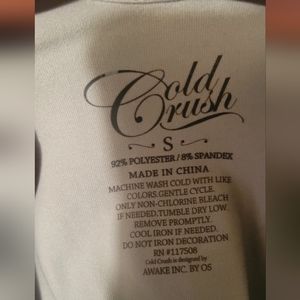 Cold
Crush
S
92% POLYESTER / 8% SPANDEX
MADE IN CHINA
MACHINE WASH COLD WITH LIKE
COLORS.GENTLE CYCLE.
ONLY NON-CHLORINE BLEACH
IF NEEDED.TUMBLE DRY LOW.
REMOVE PROMPTLY.
COOL IRON IF NEEDED.
DO NOT IRON DECORATION
RN #117508
Cold Crush is designed by
AWAKE INC. BY OS